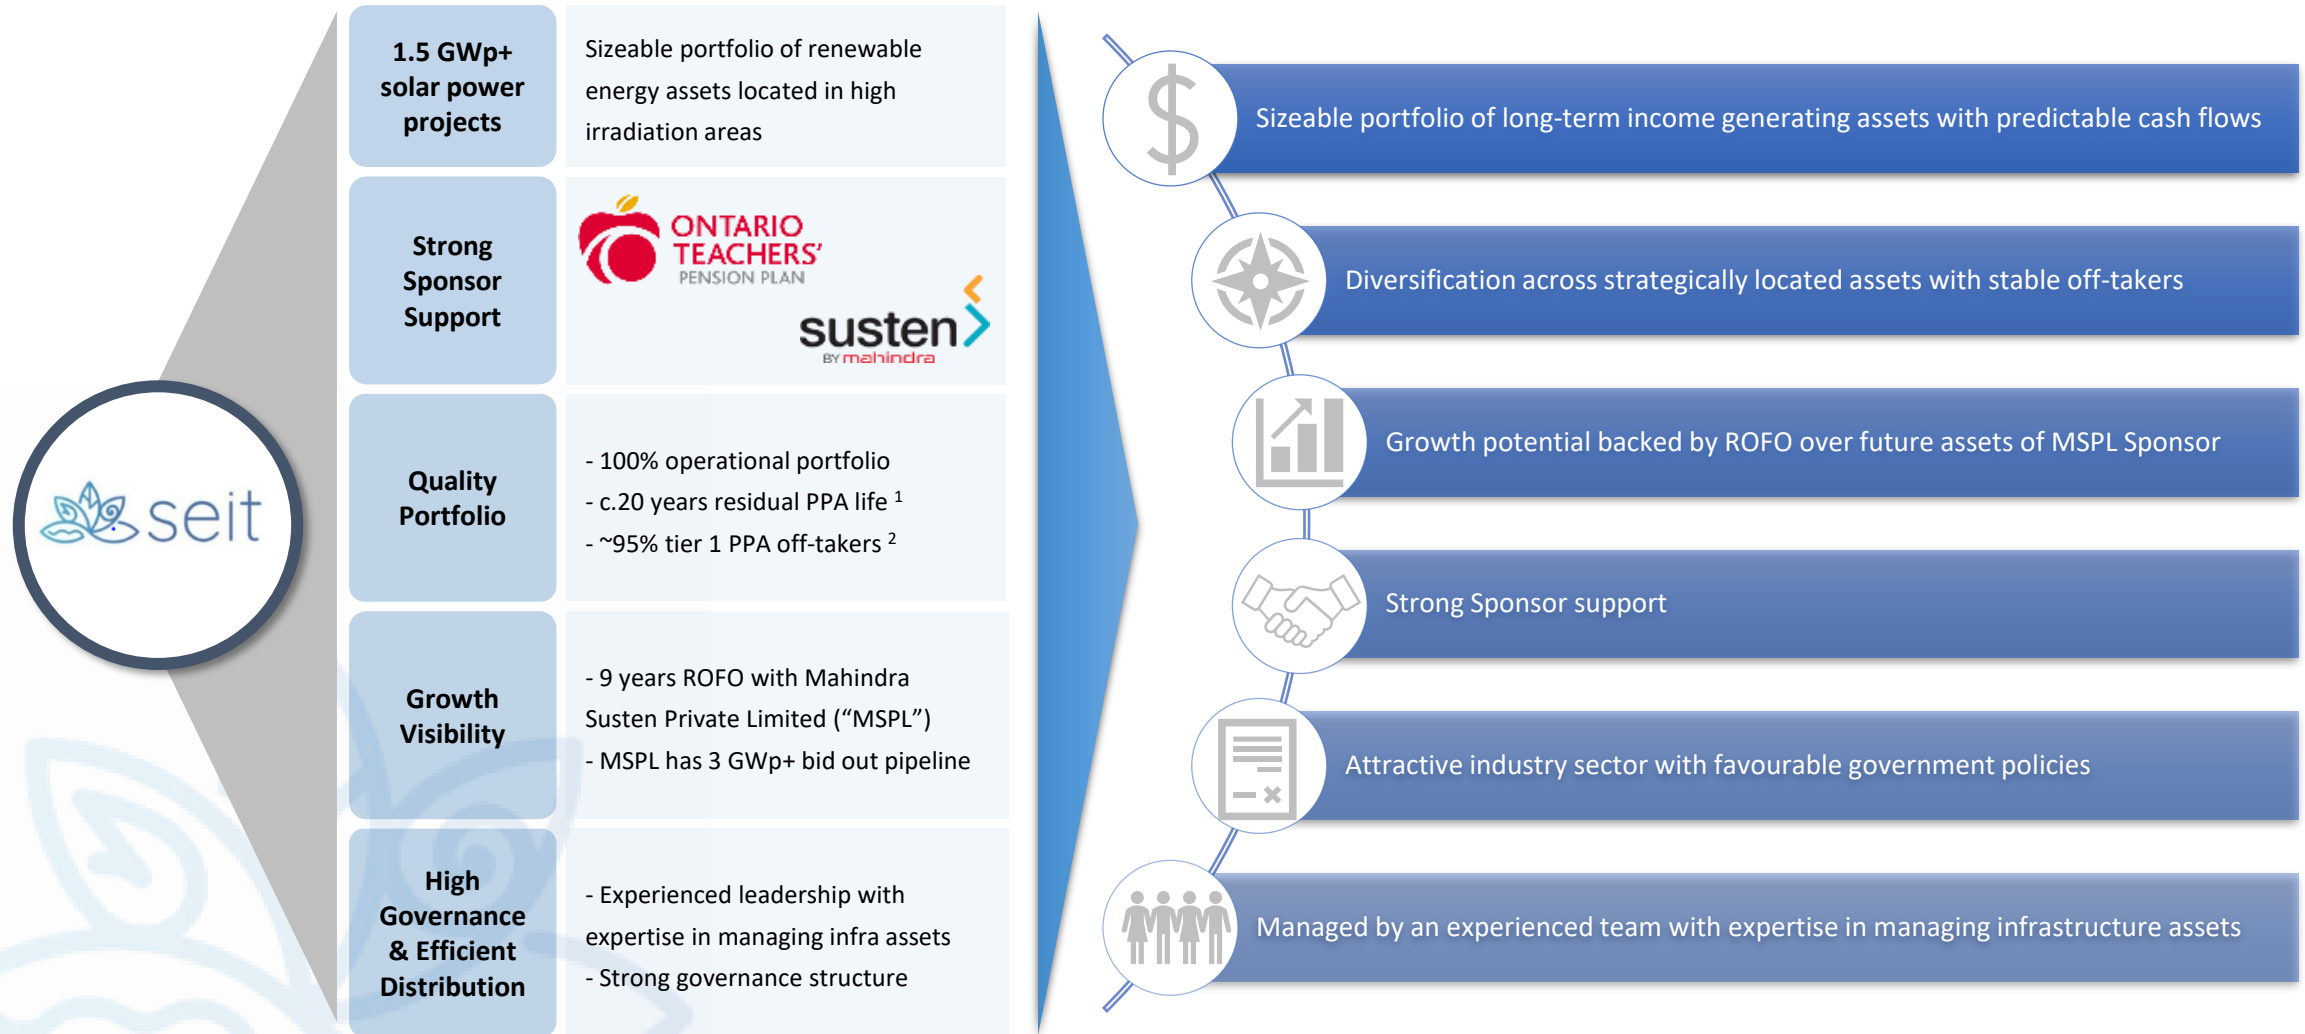 seit
1.5 GWp+
solar power
projects
Sizeable portfolio of renewable
energy assets located in high
irradiation areas
Strong
Sponsor
Support
ONTARIO
TEACHERS'
PENSION PLAN
susten
BY mahindra
Quality
Portfolio
- 100% operational portfolio
- c.20 years residual PPA life 1
- ~95% tier 1 PPA off-takers 2
Growth
Visibility
- 9 years ROFO with Mahindra
Susten Private Limited (“MSPL”)
- MSPL has 3 GWp+ bid out pipeline
High
Governance
& Efficient
Distribution
- Experienced leadership with
expertise in managing infra assets
- Strong governance structure
Sizeable portfolio of long-term income generating assets with predictable cash flows
Diversification across strategically located assets with stable off-takers
Growth potential backed by ROFO over future assets of MSPL Sponsor
Strong Sponsor support
Attractive industry sector with favourable government policies
Managed by an experienced team with expertise in managing infrastructure assets